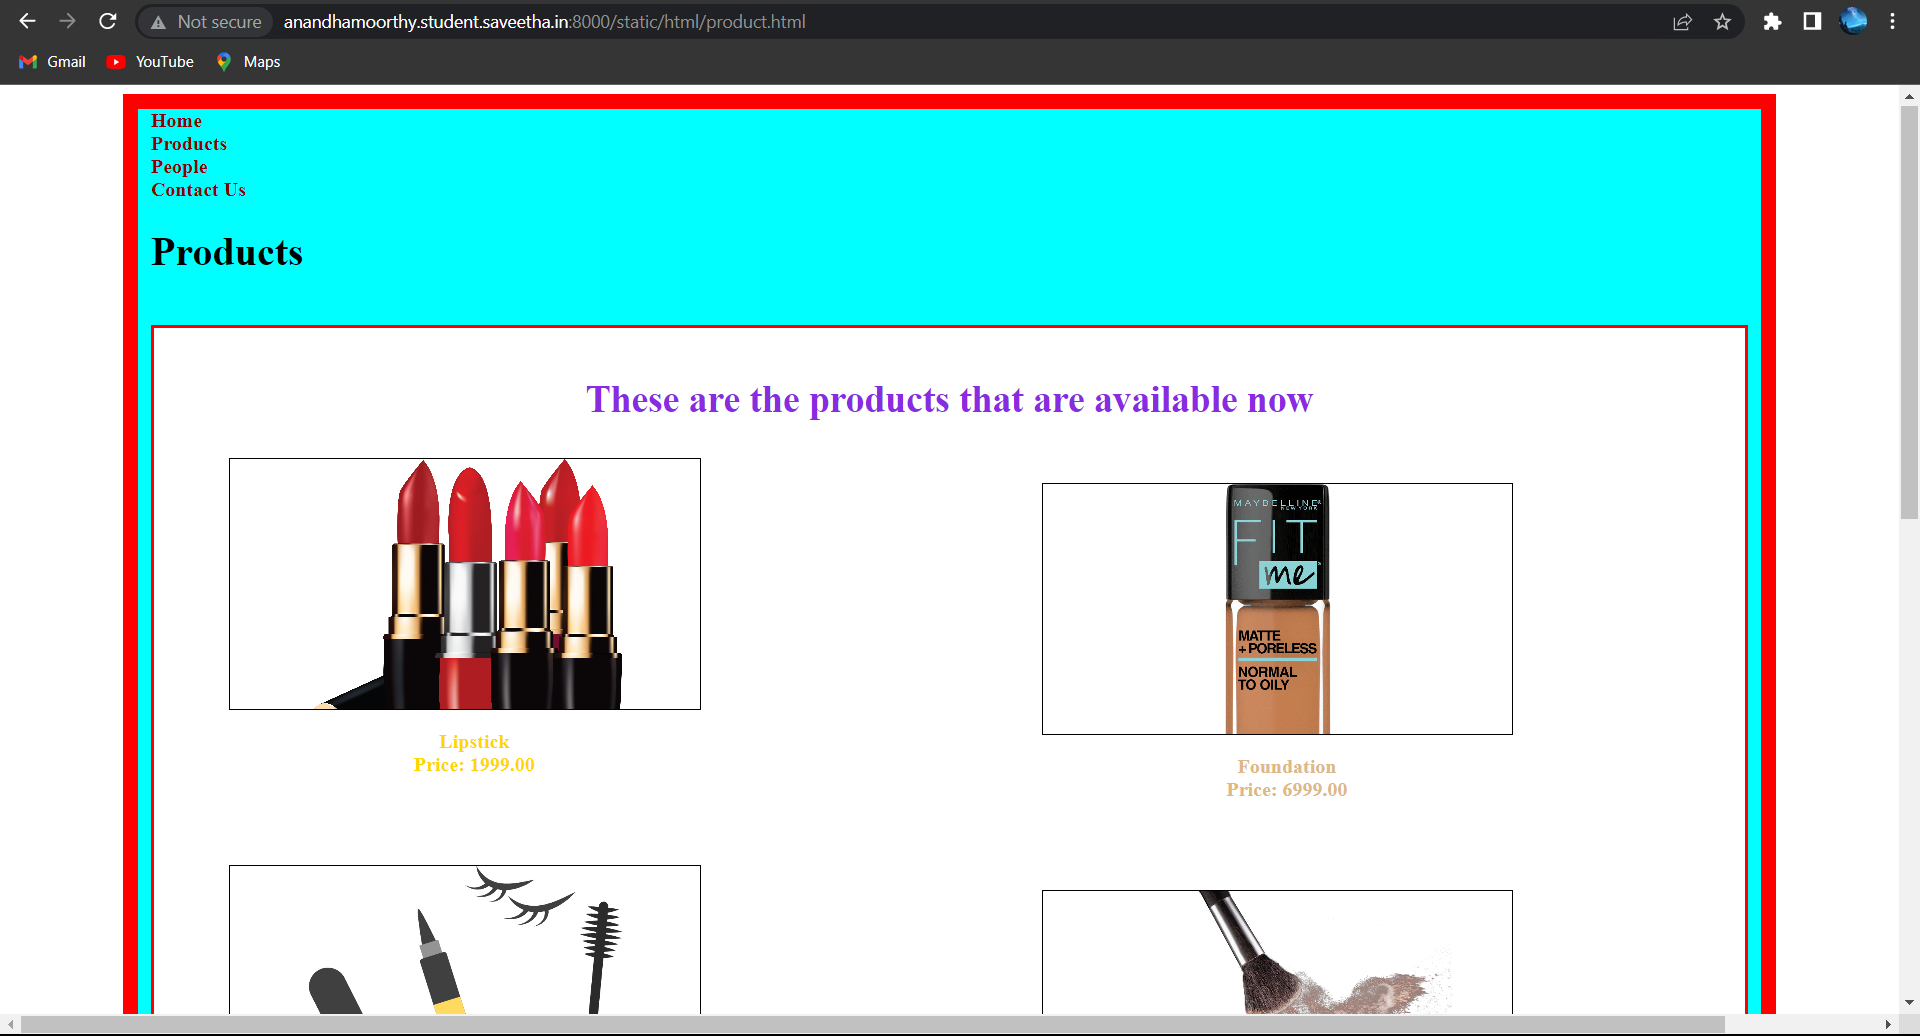 Not secure anandhamoorthy.student.saveetha.in:8000/static/html/product.html
Gmail YouTube Maps
Home
Products
People
Contact Us
Products
These are the products that are available now
MAYBELLINE
NEW YORK
FIT
me
MATTE
+ PORELESS
NORMAL
TO OILY
Lipstick
Price: 1999.00
Foundation
Price: 6999.00